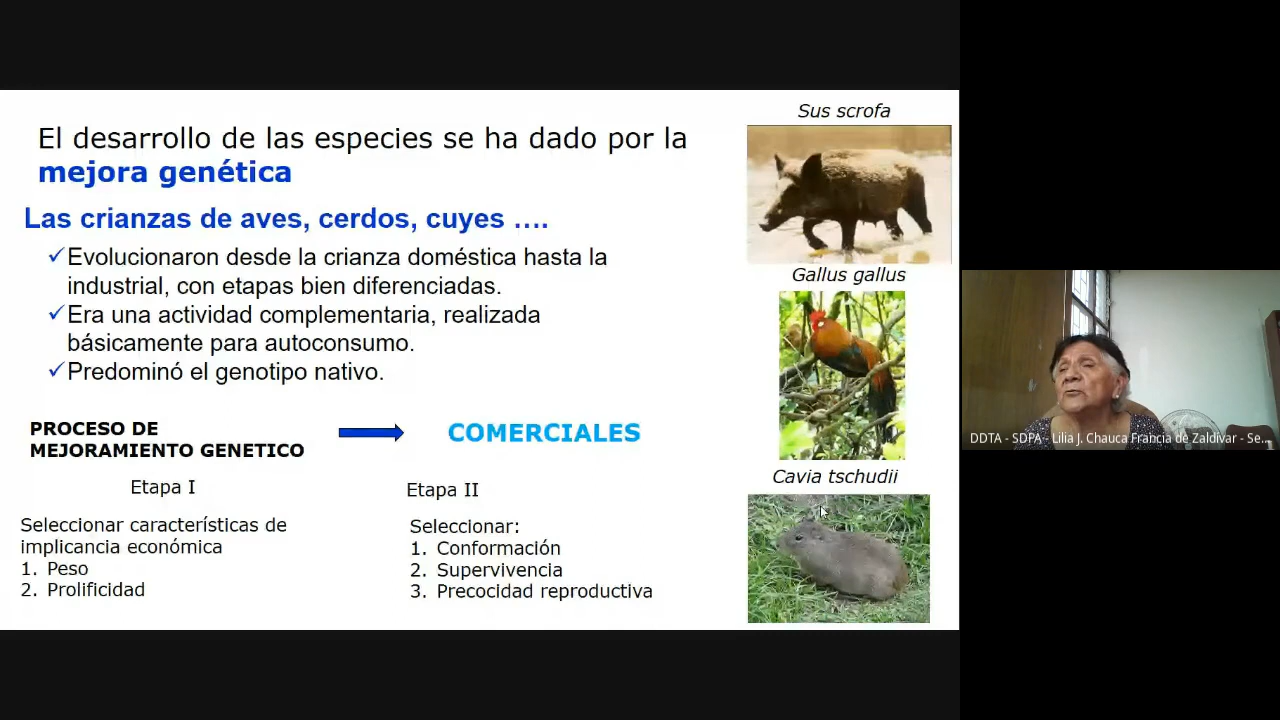 El desarrollo de las especies se ha dado por la
mejora genética
Las crianzas de aves, cerdos, cuyes ....
✓Evolucionaron desde la crianza doméstica hasta la
industrial, con etapas bien diferenciadas.
✓Era una actividad complementaria, realizada
básicamente para autoconsumo.
✓Predominó el genotipo nativo.
PROCESO DE
MEJORAMIENTO GENETICO
COMERCIALES
Etapa I
Seleccionar características de
implicancia económica
1. Peso
2. Prolificidad
Etapa II
Seleccionar:
1. Conformación
2. Supervivencia
3. Precocidad reproductiva
Sus scrofa
Gallus gallus
Cavia tschudii
DDTA - SDPA - Lilia J. Chauca Francia de Zaldívar - Se...